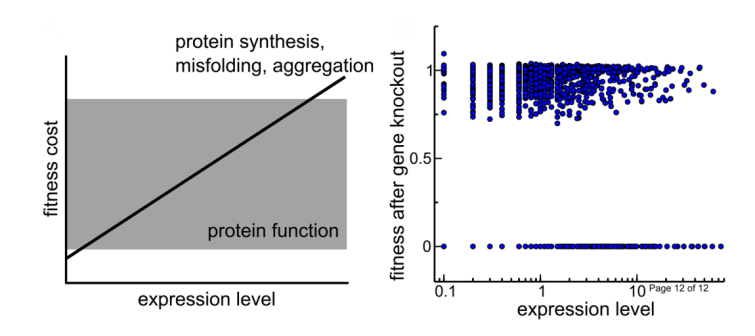 protein synthesis,
misfolding, aggregation
fitness cost
protein function
expression level
fitness after gene knockout
1
0.5
0
0.1
1
10
Page 12 of 12
expression level